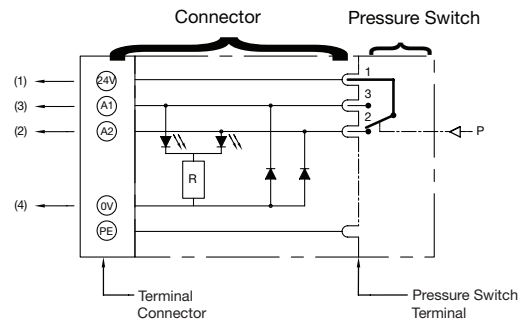 Connector
Pressure Switch
(1)
24V
1
(3)
A1
3
(2)
A2
2
P
R
(4)
0V
PE
Terminal
Connector
Pressure Switch
Terminal